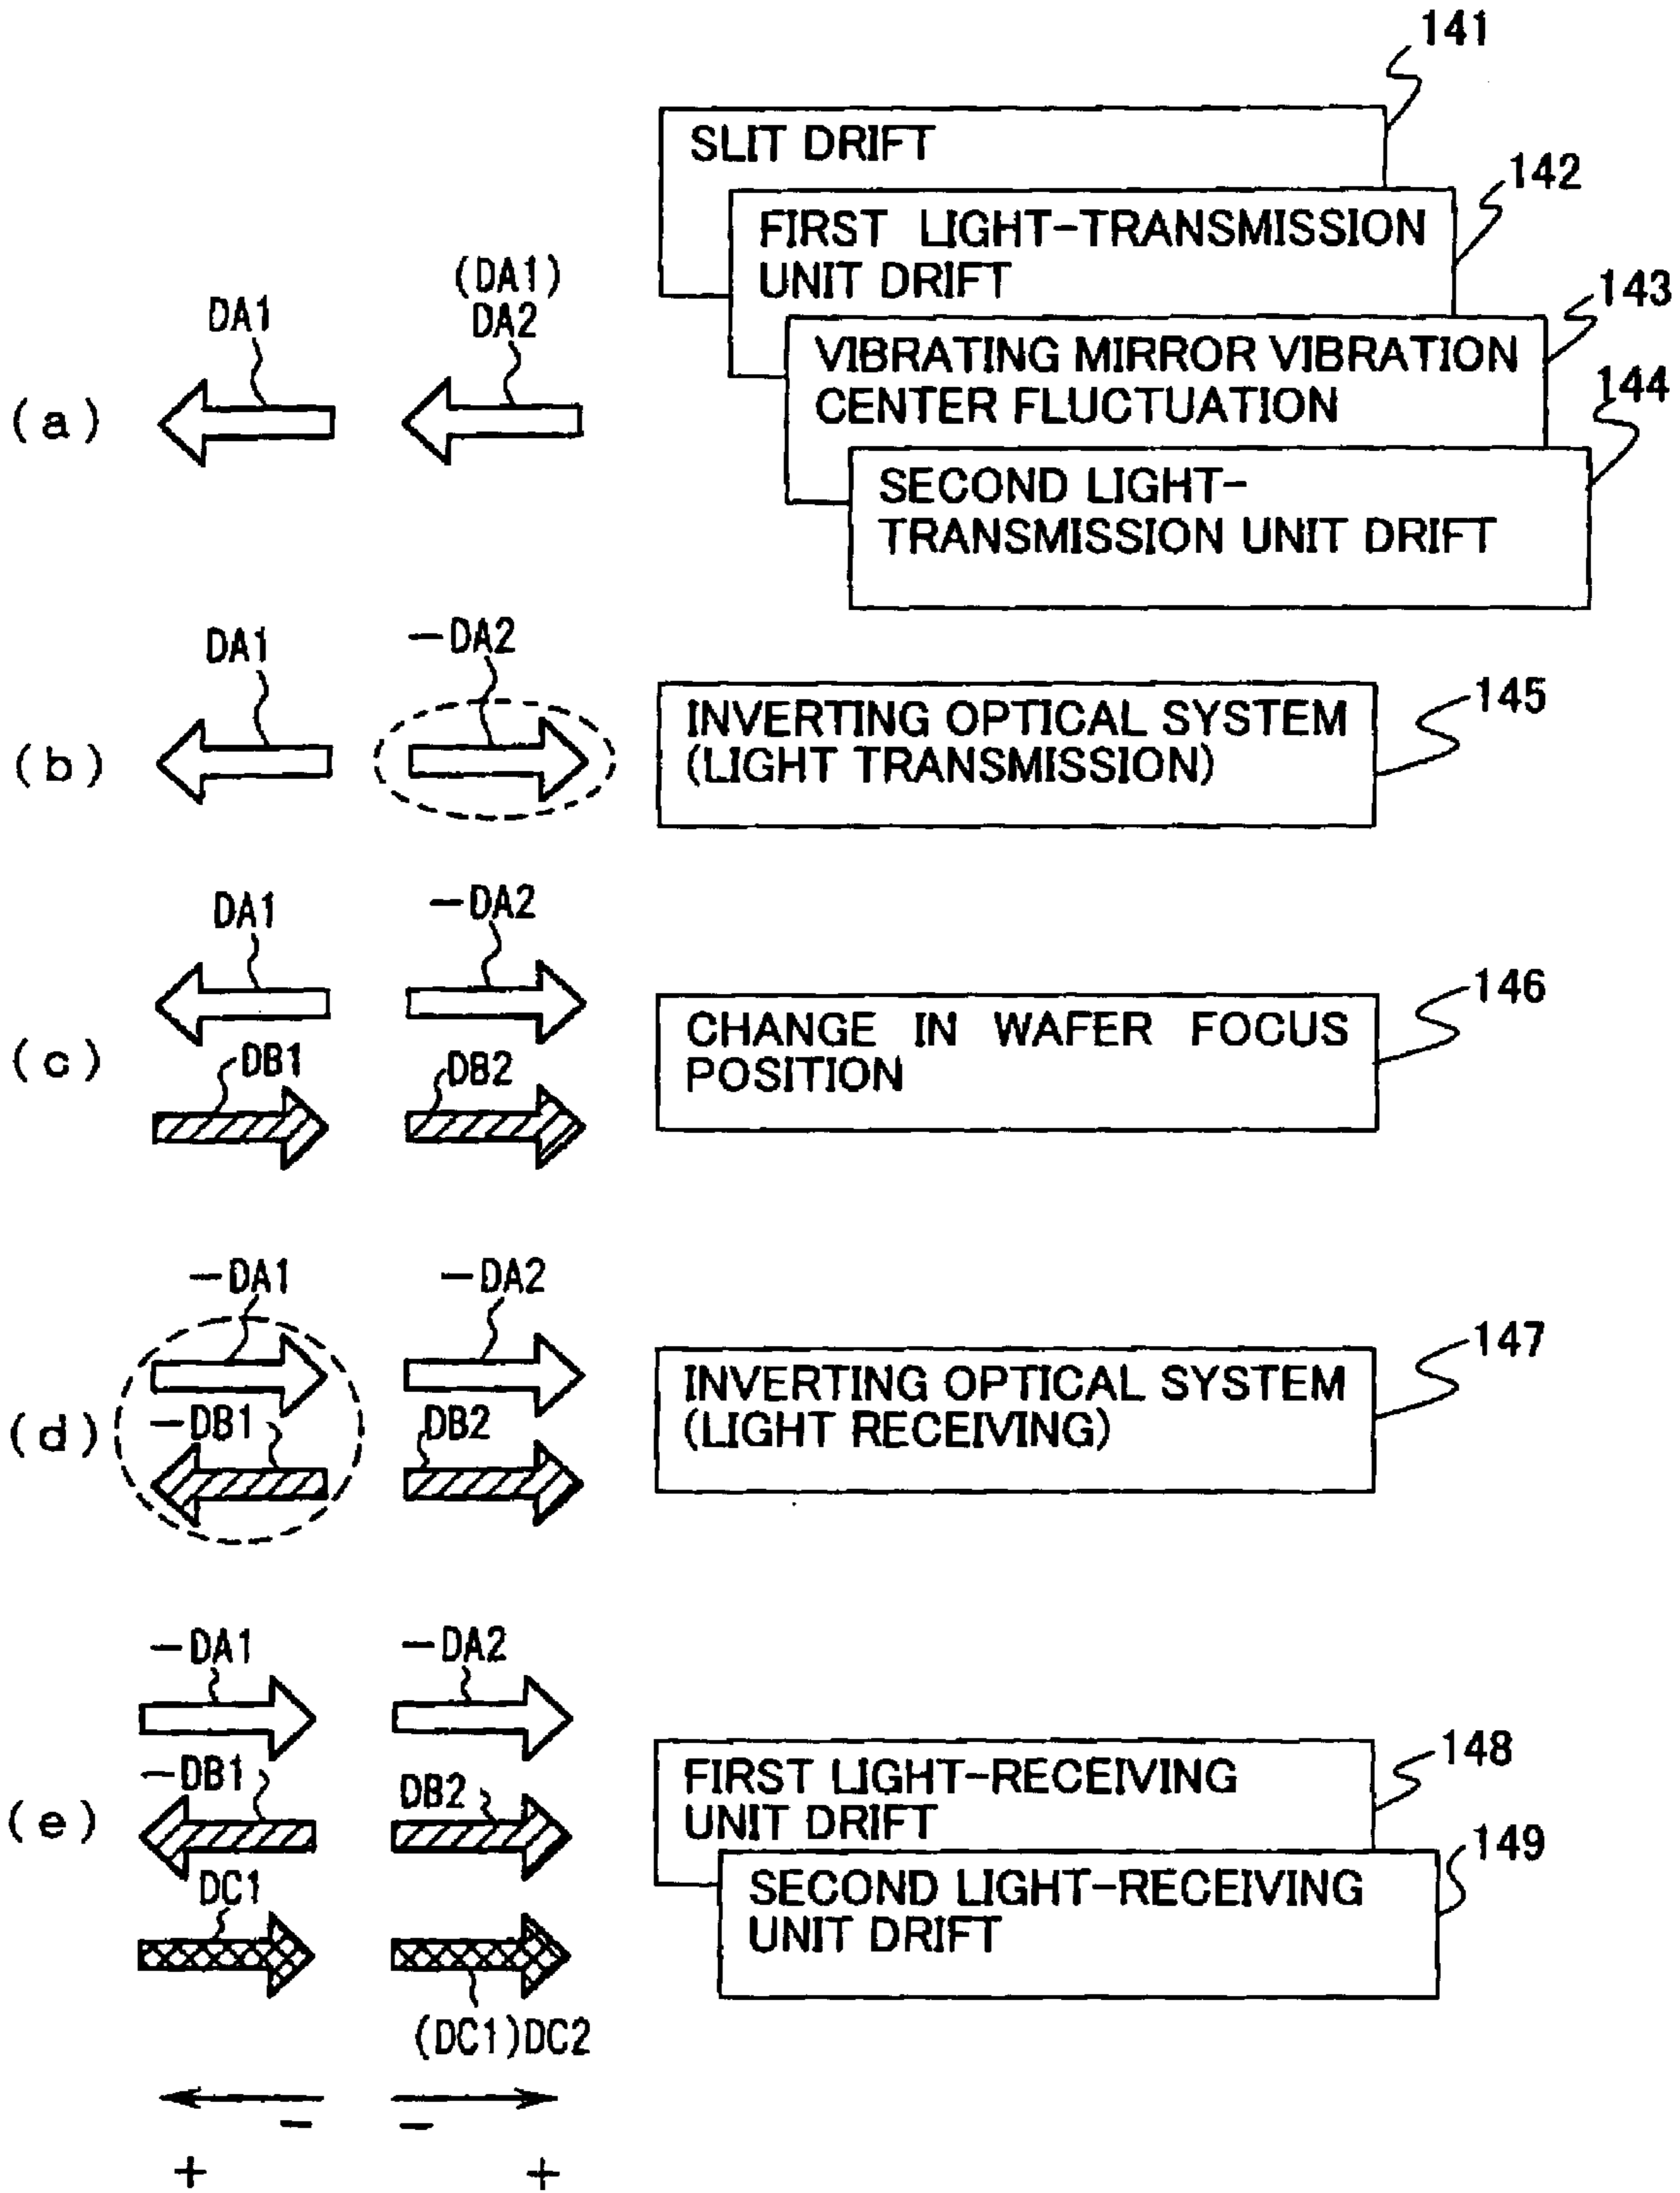 141
SLIT DRIFT
142
FIRST LIGHT-TRANSMISSION
UNIT DRIFT
143
VIBRATING MIRROR VIBRATION
CENTER FLUCTUATION
144
SECOND LIGHT-
TRANSMISSION UNIT DRIFT
(a)
DA1
(DA1)
DA2
(b)
DA1
-DA2
INVERTING OPTICAL SYSTEM
(LIGHT TRANSMISSION)
145
(c)
DA1
-DA2
DB1
DB2
CHANGE IN WAFER FOCUS
POSITION
146
(d)
-DA1
-DA2
-DB1
DB2
INVERTING OPTICAL SYSTEM
(LIGHT RECEIVING)
147
(e)
-DA1
-DA2
-DB1
DB2
DC1
(DC1)DC2
FIRST LIGHT-RECEIVING
UNIT DRIFT
148
SECOND LIGHT-RECEIVING
UNIT DRIFT
149
- -
+ +